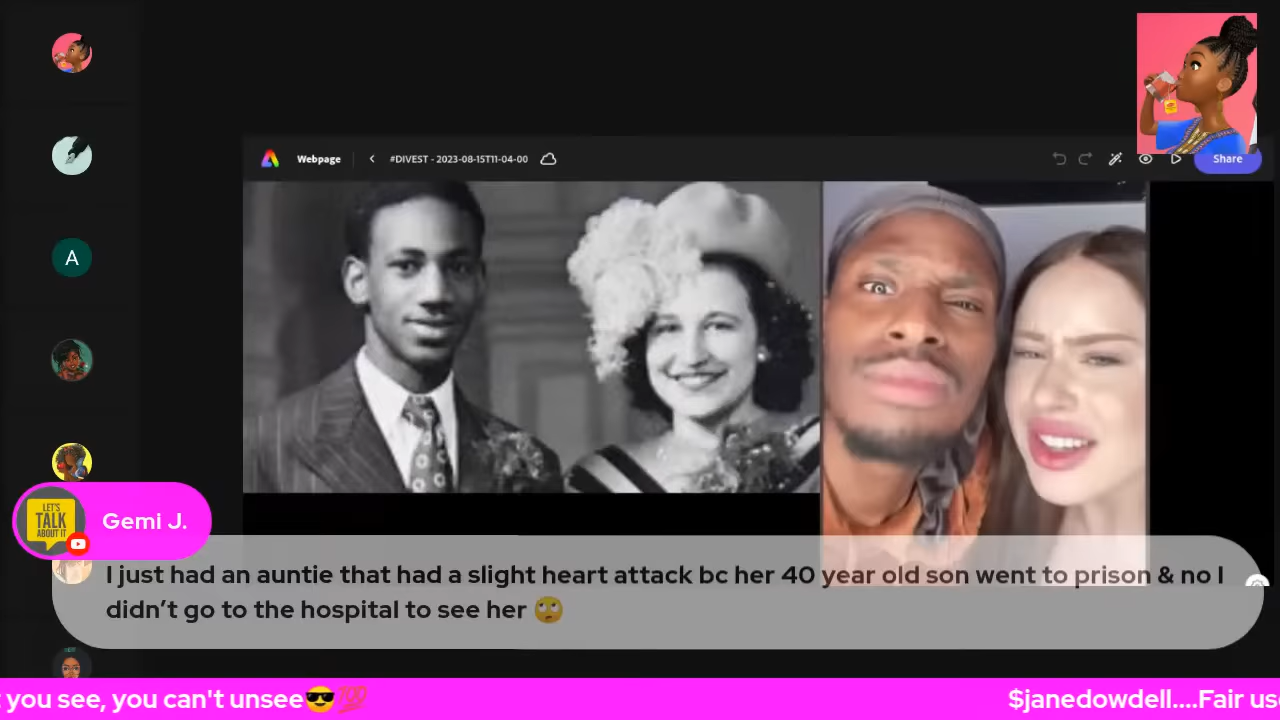 Webpage
#DIVEST - 2023-08-15T11-04-00
Share
A
LET'S
TALK
ABOUT IT
Gemi J.
I just had an auntie that had a slight heart attack bc her 40 year old son went to prison & no I
didn’t go to the hospital to see her 🙄
you see, you can't unsee😎💯
$janedowdell....Fair us